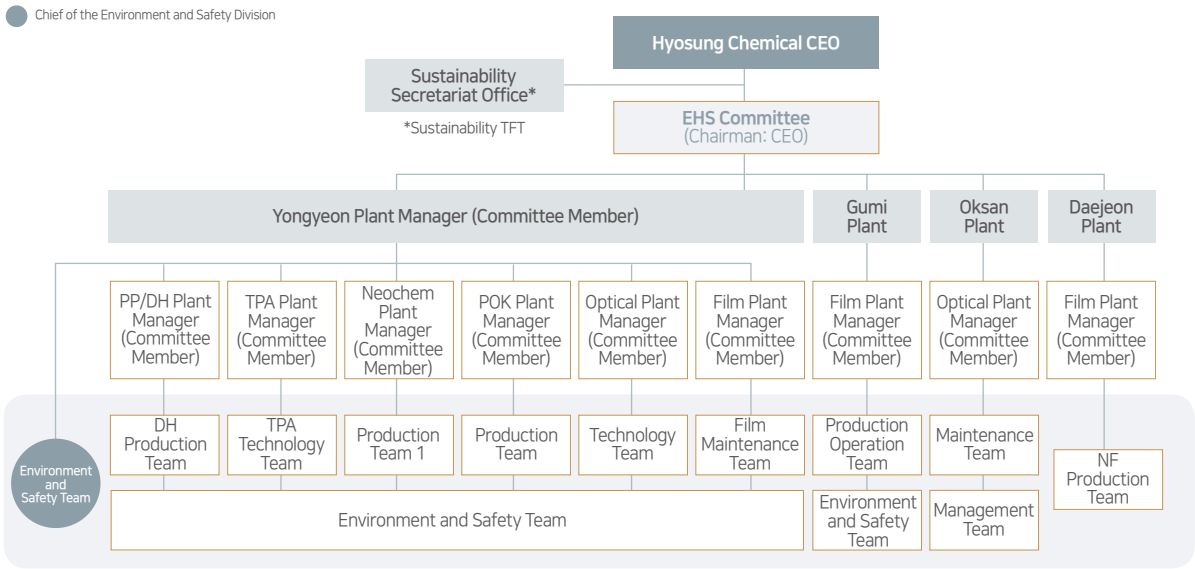 Chief of the Environment and Safety Division
Hyosung Chemical CEO
Sustainability
Secretariat Office*
*Sustainability TFT
EHS Committee
(Chairman: CEO)
Yongyeon Plant Manager (Committee Member)
Gumi
Plant
Oksan
Plant
Daejeon
Plant
PP/DH Plant
Manager
(Committee
Member)
TPA Plant
Manager
(Committee
Member)
Neochem
Plant
Manager
(Committee
Member)
POK Plant
Manager
(Committee
Member)
Optical Plant
Manager
(Committee
Member)
Film Plant
Manager
(Committee
Member)
Film Plant
Manager
(Committee
Member)
Optical Plant
Manager
(Committee
Member)
Film Plant
Manager
(Committee
Member)
Environment
and
Safety Team
DH
Production
Team
TPA
Technology
Team
Production
Team 1
Production
Team
Technology
Team
Film
Maintenance
Team
Production
Operation
Team
Maintenance
Team
NF
Production
Team
Environment and Safety Team
Environment
and Safety
Team
Management
Team